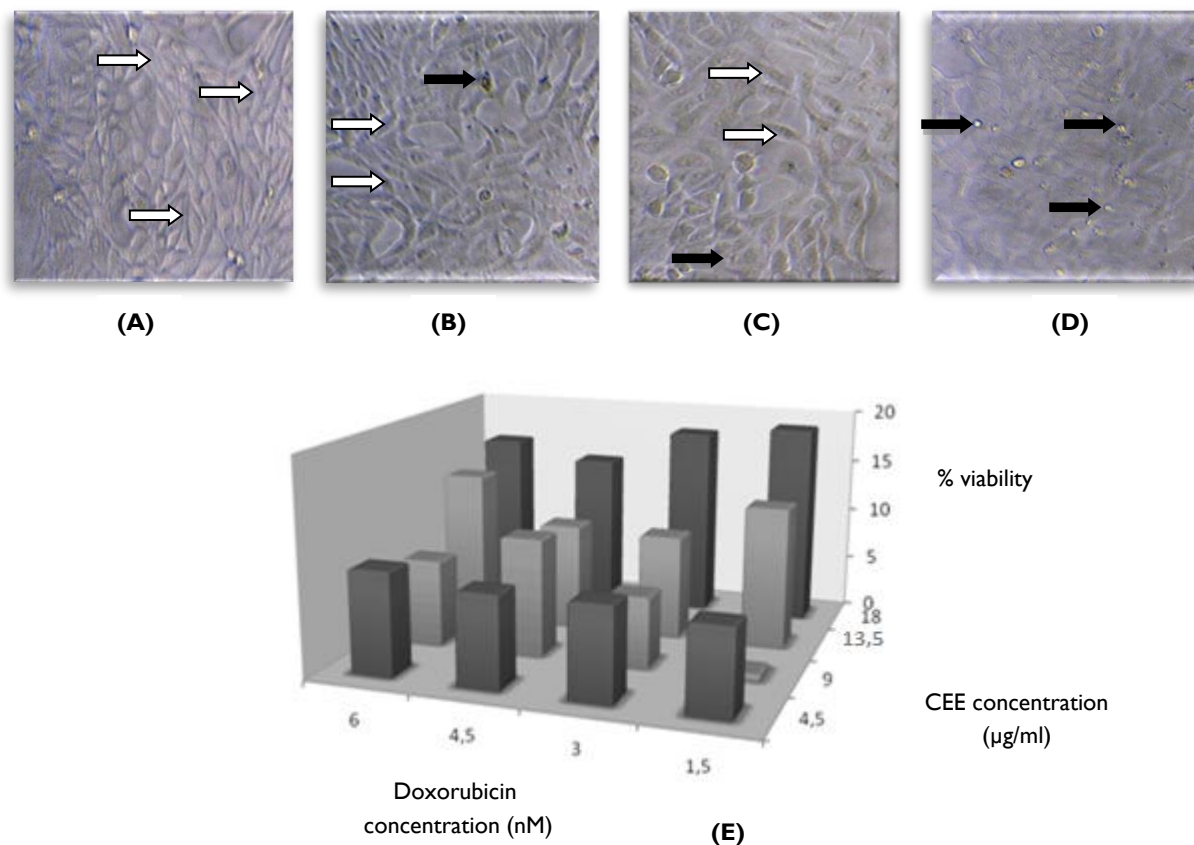 (A)
(B)
(C)
(D)
20
15
% viability
10
5
0
18
13,5
9
CEE concentration
(µg/ml)
4,5
6
4,5
3
1,5
Doxorubicin
concentration (nM)
(E)